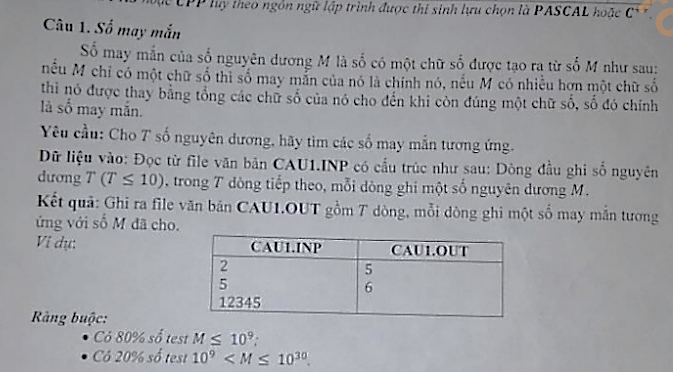 hoặc CPP tùy theo ngôn ngữ lập trình được thí sinh lựa chọn là PASCAL hoặc C++.
Câu 1. Số may mắn
Số may mắn của số nguyên dương M là số có một chữ số được tạo ra từ số M như sau:
nếu M chỉ có một chữ số thì số may mắn của nó là chính nó, nếu M có nhiều hơn một chữ số
thì nó được thay bằng tổng các chữ số của nó cho đến khi còn đúng một chữ số, số đó chính
là số may mắn.
Yêu cầu: Cho T số nguyên dương, hãy tìm các số may mắn tương ứng.
Dữ liệu vào: Đọc từ file văn bản CAU1.INP có cấu trúc như sau: Dòng đầu ghi số nguyên
dương T (T ≤ 10), trong T dòng tiếp theo, mỗi dòng ghi một số nguyên dương M.
Kết quả: Ghi ra file văn bản CAU1.OUT gồm T dòng, mỗi dòng ghi một số may mắn tương
ứng với số M đã cho.
Ví dụ:
CAU1.INP CAU1.OUT
2 5
5 6
12345
Ràng buộc:
• Có 80% số test M ≤ 10⁹;
• Có 20% số test 10⁹ < M ≤ 10³⁰.